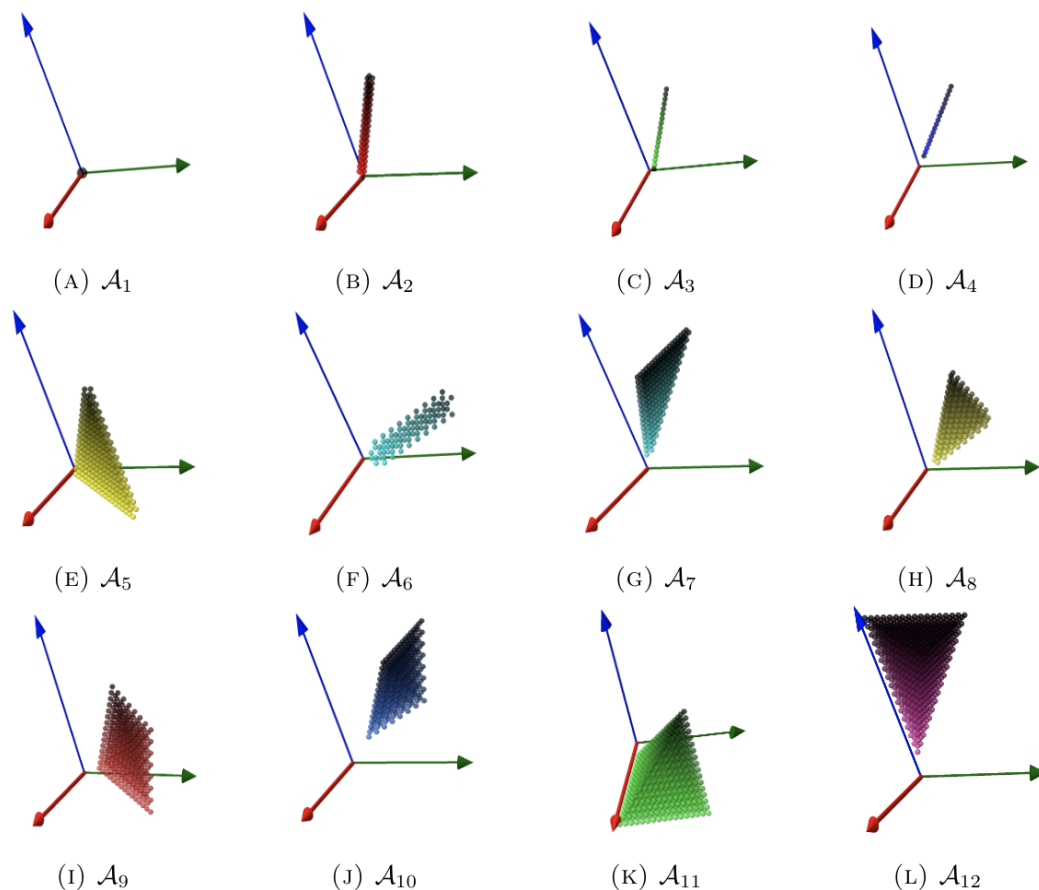 (A) 𝒜₁ (B) 𝒜₂ (C) 𝒜₃ (D) 𝒜₄
(E) 𝒜₅ (F) 𝒜₆ (G) 𝒜₇ (H) 𝒜₈
(I) 𝒜₉ (J) 𝒜₁₀ (K) 𝒜₁₁ (L) 𝒜₁₂